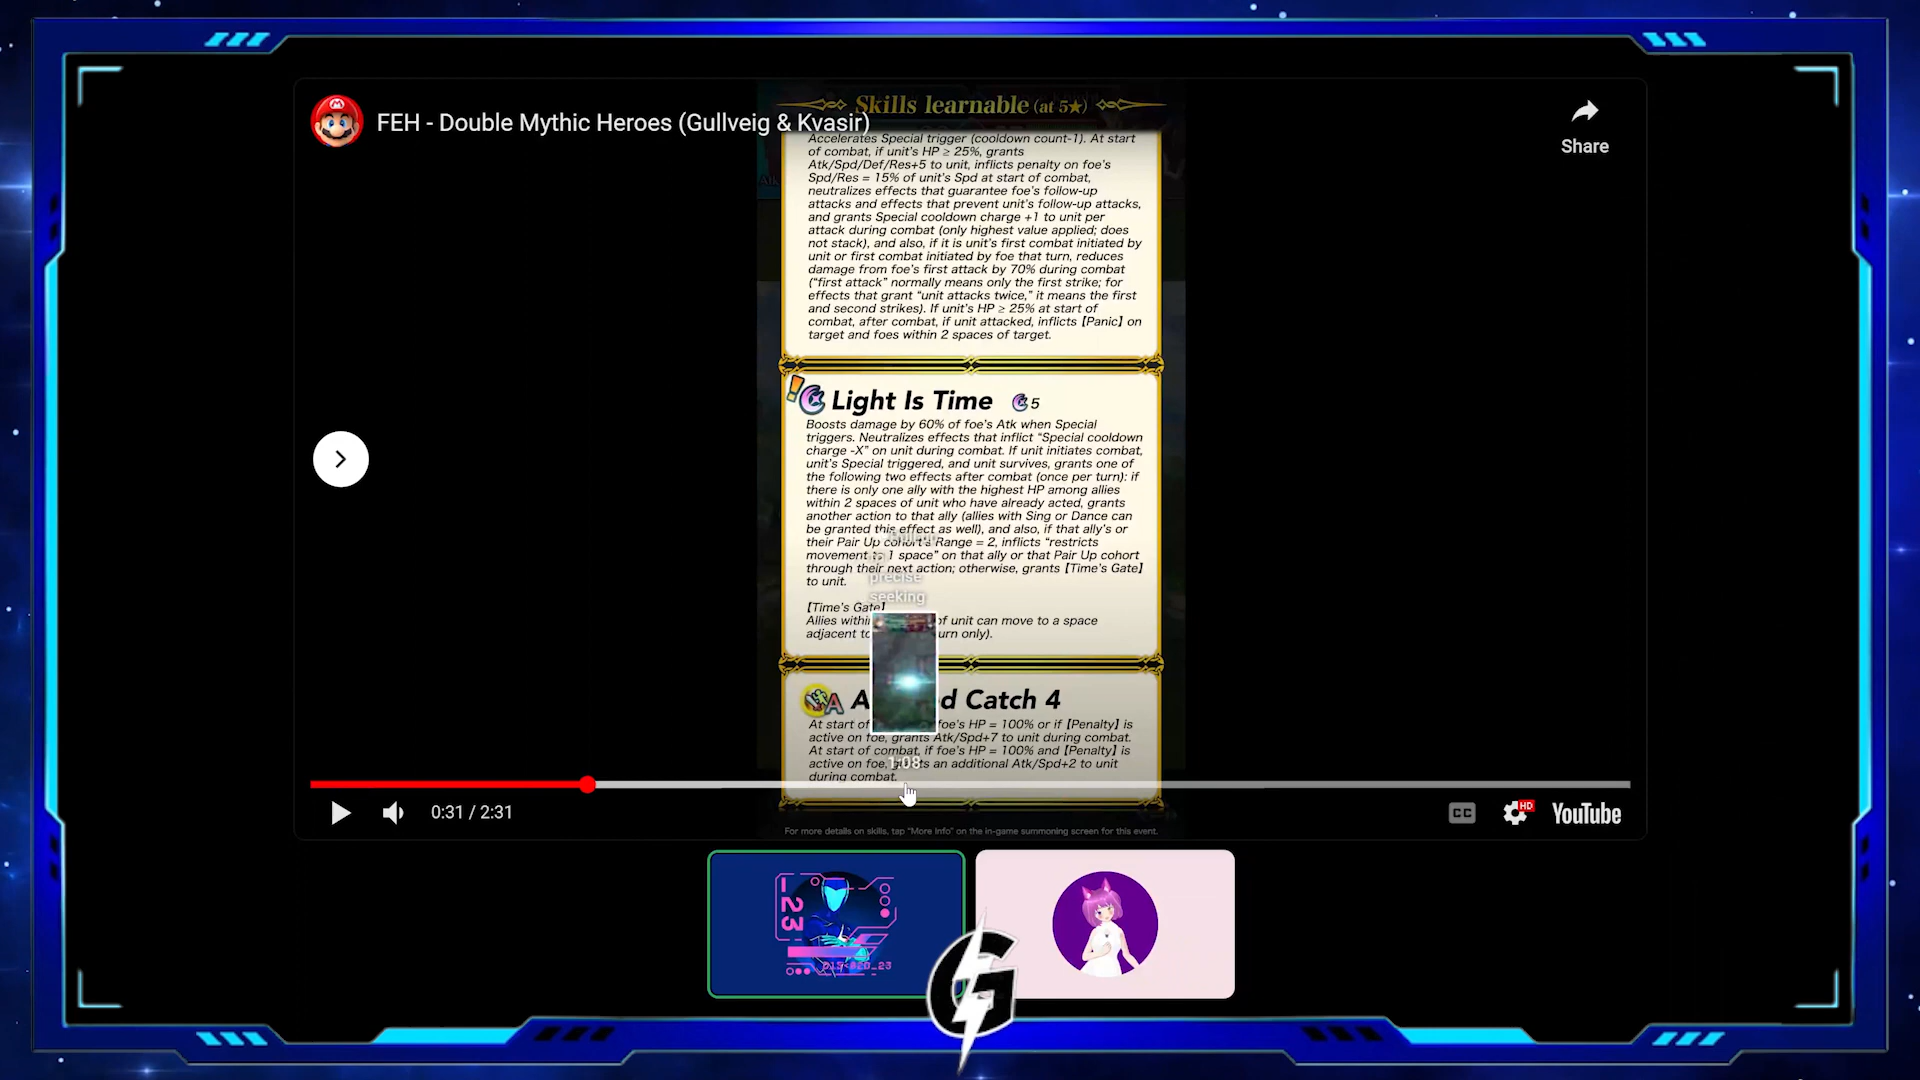 FEH - Double Mythic Heroes (Gullveig & Kvasir)
Share
Skills learnable (at 5★)
Accelerates Special trigger (cooldown count-1). At start
of combat, if unit's HP ≥ 25%, grants
Atk/Spd/Def/Res+5 to unit, inflicts penalty on foe's
Spd/Res = 15% of unit's Spd at start of combat,
neutralizes effects that guarantee foe's follow-up
attacks and effects that prevent unit's follow-up attacks,
and grants Special cooldown charge +1 to unit per
attack during combat (only highest value applied; does
not stack), and also, if it is unit's first combat initiated by
unit or first combat initiated by foe that turn, reduces
damage from foe's first attack by 70% during combat
("first attack" normally means only the first strike; for
effects that grant "unit attacks twice," it means the first
and second strikes). If unit's HP ≥ 25% at start of
combat, after combat, if unit attacked, inflicts【Panic】on
target and foes within 2 spaces of target.
Light Is Time 5
Boosts damage by 60% of foe's Atk when Special
triggers. Neutralizes effects that inflict "Special cooldown
charge -X" on unit during combat. If unit initiates combat,
unit's Special triggered, and unit survives, grants one of
the following two effects after combat (once per turn): if
there is only one ally with the highest HP among allies
within 2 spaces of unit who have already acted, grants
another action to that ally (allies with Sing or Dance can
be granted this effect as well), and also, if that ally's or
their Pair Up cohort's Range = 2, inflicts "restricts
movement to 1 space" on that ally or that Pair Up cohort
through their next action; otherwise, grants【Time's Gate】
to unit.
precise
seeking
【Time's Gate】
Allies within of unit can move to a space
adjacent to urn only).
A d Catch 4
At start of foe's HP = 100% or if【Penalty】is
active on foe, grants Atk/Spd+7 to unit during combat.
At start of combat, if foe's HP = 100% and【Penalty】is
active on foe, ts an additional Atk/Spd+2 to unit
during combat.
1:08
0:31 / 2:31
CC
HD
YouTube
For more details on skills, tap "More Info" on the in-game summoning screen for this event.
123
G